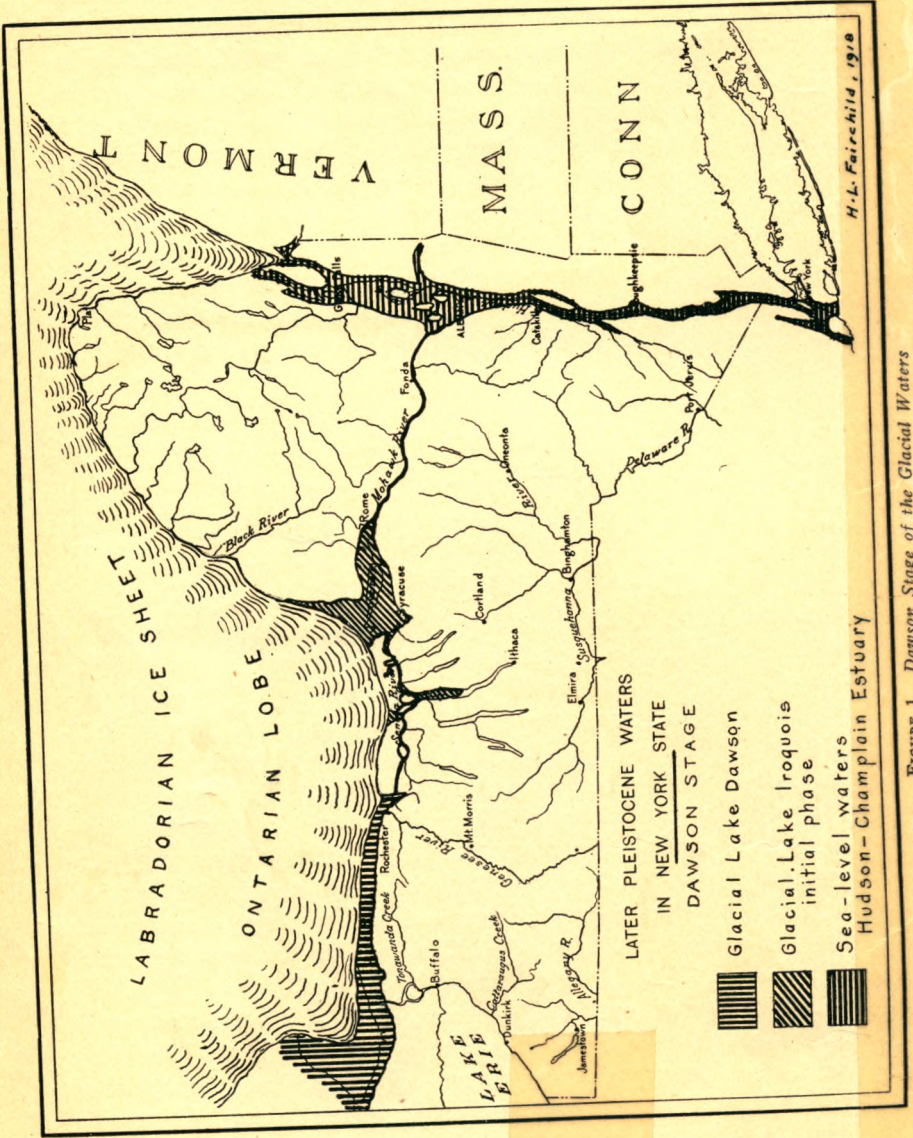 LABRADORIAN ICE SHEET
ONTARIAN LOBE
VERMONT
MASS.
CONN
Black River
Rome
Mohawk River
Fonda
Catskill
Poughkeepsie
Port Jervis
Delaware R.
Oneonta
River
Syracuse
Cortland
Ithaca
Binghamton
Susquehanna
Elmira
Rochester
Genesee
River
Mt Morris
Tonawanda Creek
Buffalo
LAKE
ERIE
Cattaraugus Creek
Dunkirk
Allegany R.
Jamestown
LATER PLEISTOCENE WATERS
IN NEW YORK STATE
DAWSON STAGE
Glacial Lake Dawson
Glacial Lake Iroquois
initial phase
Sea-level waters
Hudson-Champlain Estuary
H.L. Fairchild, 1918
FIGURE 1. Dawson Stage of the Glacial Waters